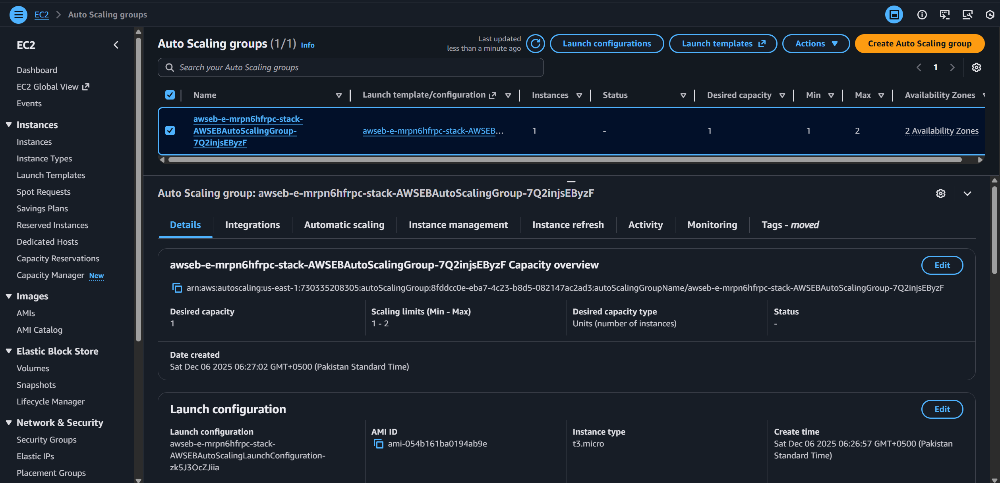 EC2 > Auto Scaling groups
EC2
Dashboard
EC2 Global View
Events
Instances
Instances
Instance Types
Launch Templates
Spot Requests
Savings Plans
Reserved Instances
Dedicated Hosts
Capacity Reservations
Capacity Manager New
Images
AMIs
AMI Catalog
Elastic Block Store
Volumes
Snapshots
Lifecycle Manager
Network & Security
Security Groups
Elastic IPs
Placement Groups
Auto Scaling groups (1/1) Info
Last updated
less than a minute ago
Launch configurations
Launch templates
Actions
Create Auto Scaling group
Search your Auto Scaling groups
1
Name Launch template/configuration Instances Status Desired capacity Min Max Availability Zones
awseb-e-mrpn6hfrpc-stack-
AWSEBAutoScalingGroup-
7Q2injsEByzF
awseb-e-mrpn6hfrpc-stack-AWSEB... 1 - 1 1 2 2 Availability Zones
Auto Scaling group: awseb-e-mrpn6hfrpc-stack-AWSEBAutoScalingGroup-7Q2injsEByzF
Details Integrations Automatic scaling Instance management Instance refresh Activity Monitoring Tags - moved
awseb-e-mrpn6hfrpc-stack-AWSEBAutoScalingGroup-7Q2injsEByzF Capacity overview
Edit
arn:aws:autoscaling:us-east-1:730335208305:autoScalingGroup:8fddcc0e-eba7-4c23-b8d5-082147ac2ad3:autoScalingGroupName/awseb-e-mrpn6hfrpc-stack-AWSEBAutoScalingGroup-7Q2injsEByzF
Desired capacity
1
Scaling limits (Min - Max)
1 - 2
Desired capacity type
Units (number of instances)
Status
-
Date created
Sat Dec 06 2025 06:27:02 GMT+0500 (Pakistan Standard Time)
Launch configuration
Edit
Launch configuration
awseb-e-mrpn6hfrpc-stack-
AWSEBAutoScalingLaunchConfiguration-
zk5J3OcZJiia
AMI ID
ami-054b161ba0194ab9e
Instance type
t3.micro
Create time
Sat Dec 06 2025 06:26:57 GMT+0500 (Pakistan
Standard Time)